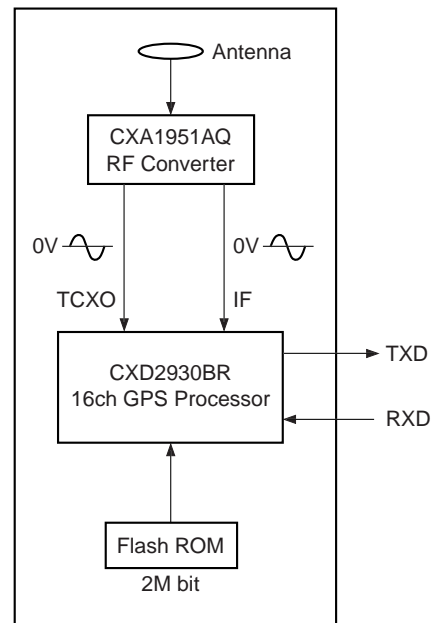 Antenna
CXA1951AQ
RF Converter
0V
0V
TCXO
IF
CXD2930BR
16ch GPS Processor
TXD
RXD
Flash ROM
2M bit